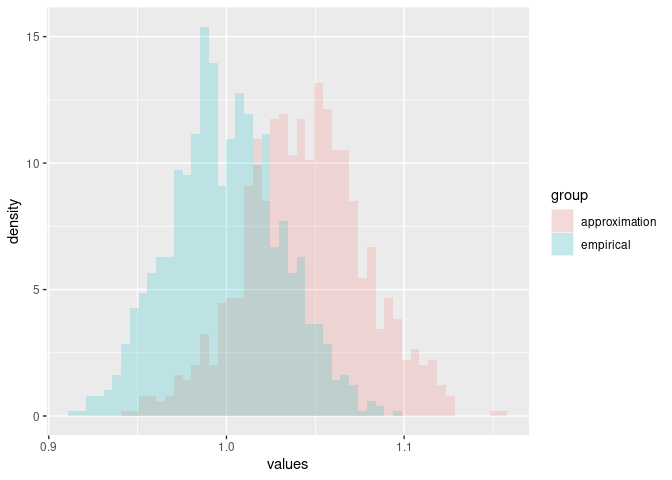 15
10
5
0
density
0.9 1.0 1.1
values
group
approximation
empirical